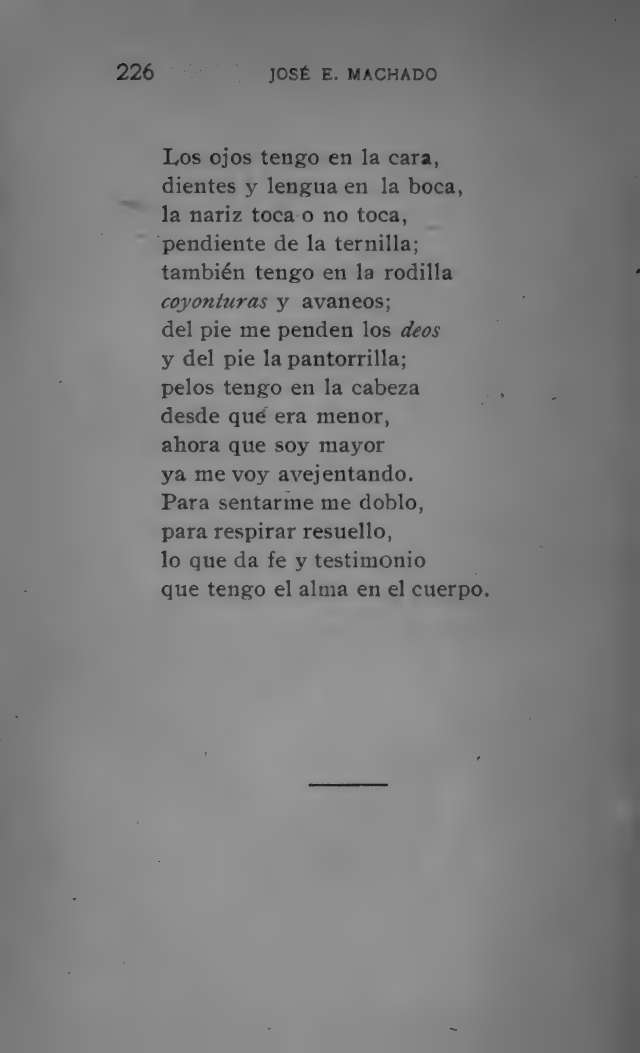 226 JOSÉ E. MACHADO
Los ojos tengo en la cara,
dientes y lengua en la boca,
la nariz toca o no toca,
pendiente de la ternilla;
también tengo en la rodilla
coyonturas y avaneos;
del pie me penden los deos
y del pie la pantorrilla;
pelos tengo en la cabeza
desde qué era menor,
ahora que soy mayor
ya me voy avejentando.
Para sentarme me doblo,
para respirar resuello,
lo que da fe y testimonio
que tengo el alma en el cuerpo.